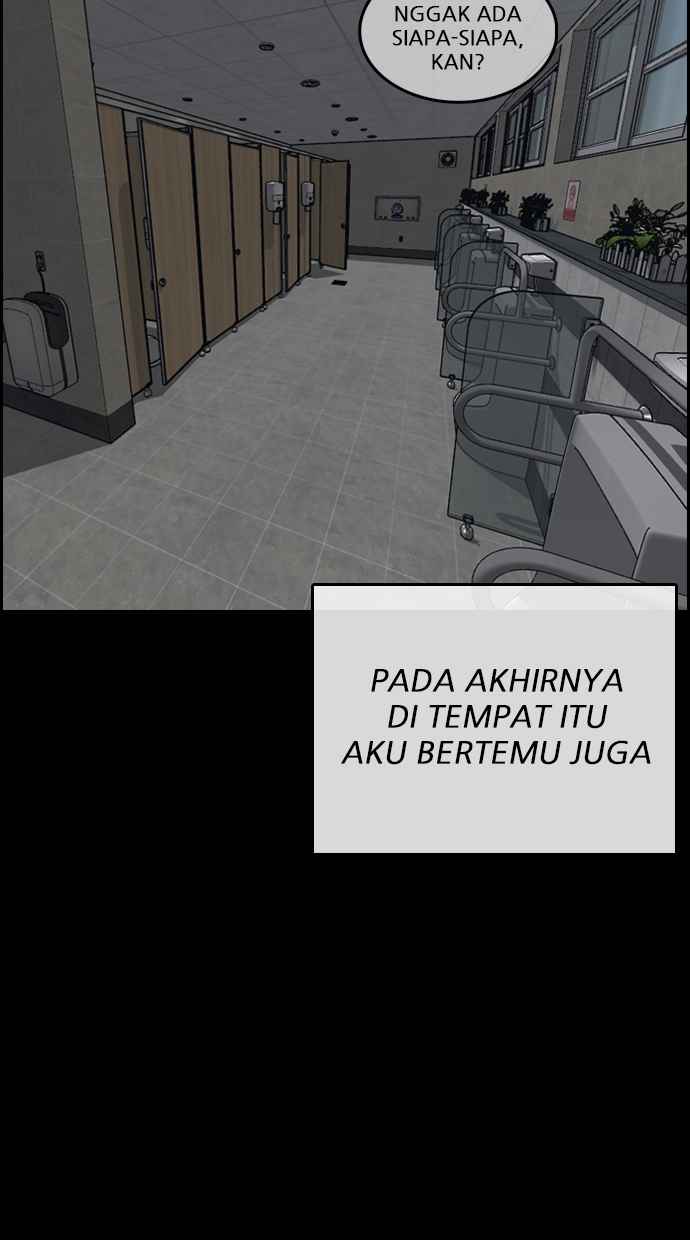 NGGAK ADA
SIAPA-SIAPA,
KAN?
PADA AKHIRNYA
DI TEMPAT ITU
AKU BERTEMU JUGA